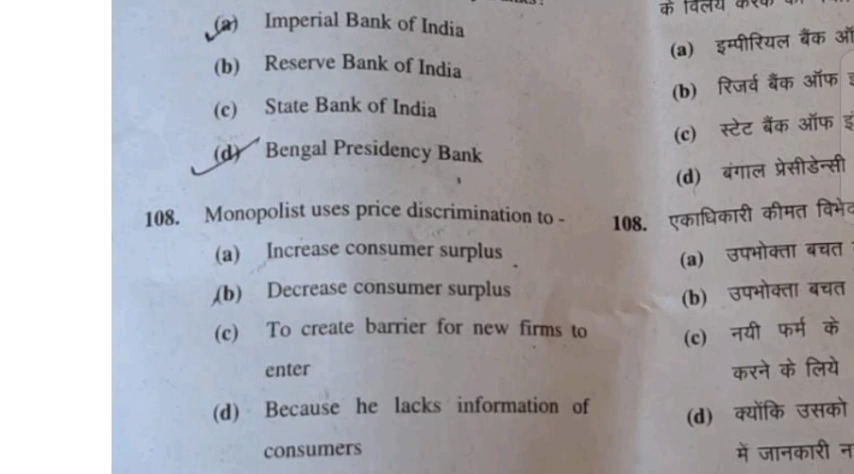 (a) Imperial Bank of India
(b) Reserve Bank of India
(c) State Bank of India
(d) Bengal Presidency Bank
108. Monopolist uses price discrimination to -
(a) Increase consumer surplus
(b) Decrease consumer surplus
(c) To create barrier for new firms to
enter
(d) Because he lacks information of
consumers
के विलय
(a) इम्पीरियल बैंक
(b) रिजर्व बैंक ऑफ
(c) स्टेट बैंक ऑफ
(d) बंगाल प्रेसीडेन्सी
108. एकाधिकारी कीमत
(a) उपभोक्ता बचत
(b) उपभोक्ता बचत
(c) नयी फर्म के
करने के लिये
(d) क्योंकि उसको
में जानकारी